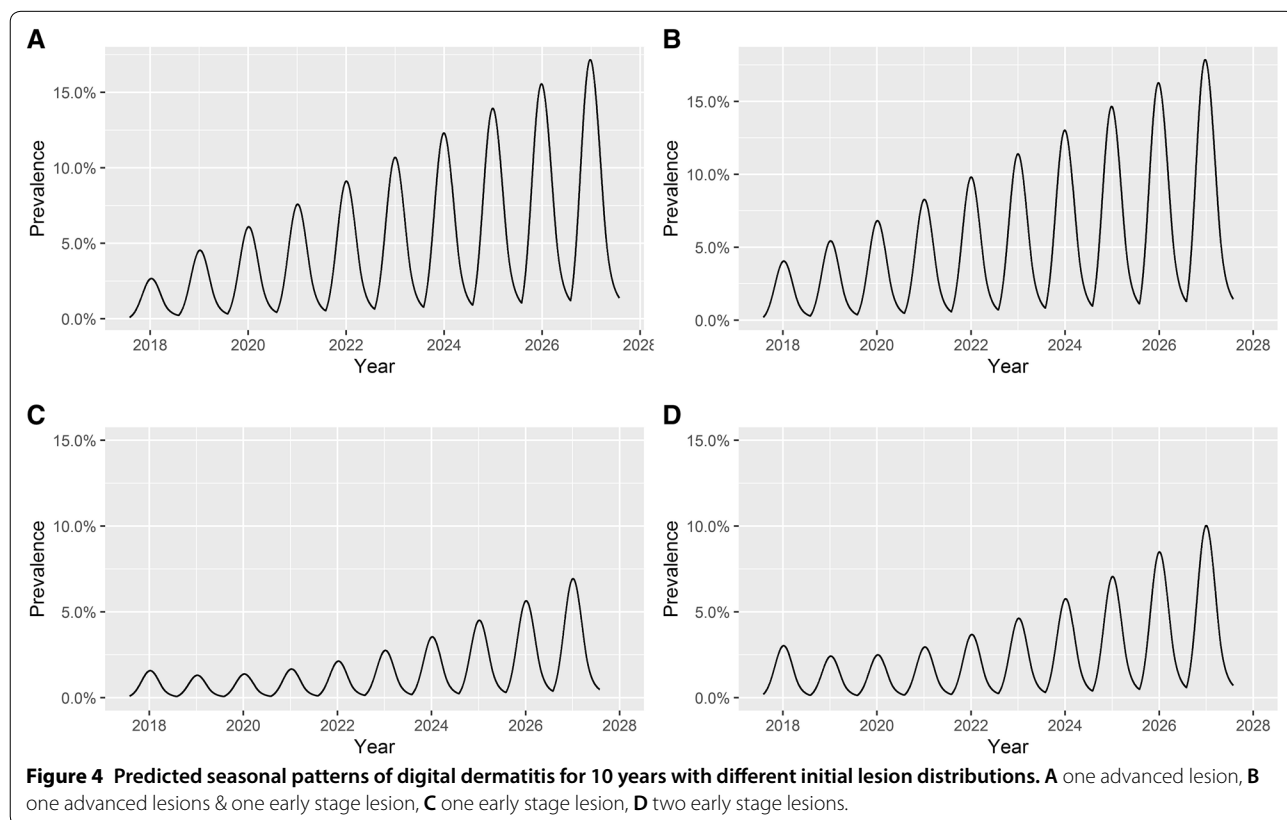 A
B
Prevalence
15.0%
10.0%
5.0%
0.0%
2018 2020 2022 2024 2026 2028
Year
Prevalence
15.0%
10.0%
5.0%
0.0%
2018 2020 2022 2024 2026 2028
Year
C
D
Prevalence
15.0%
10.0%
5.0%
0.0%
2018 2020 2022 2024 2026 2028
Year
Prevalence
15.0%
10.0%
5.0%
0.0%
2018 2020 2022 2024 2026 2028
Year
Figure 4 Predicted seasonal patterns of digital dermatitis for 10 years with different initial lesion distributions. A one advanced lesion, B
one advanced lesions & one early stage lesion, C one early stage lesion, D two early stage lesions.